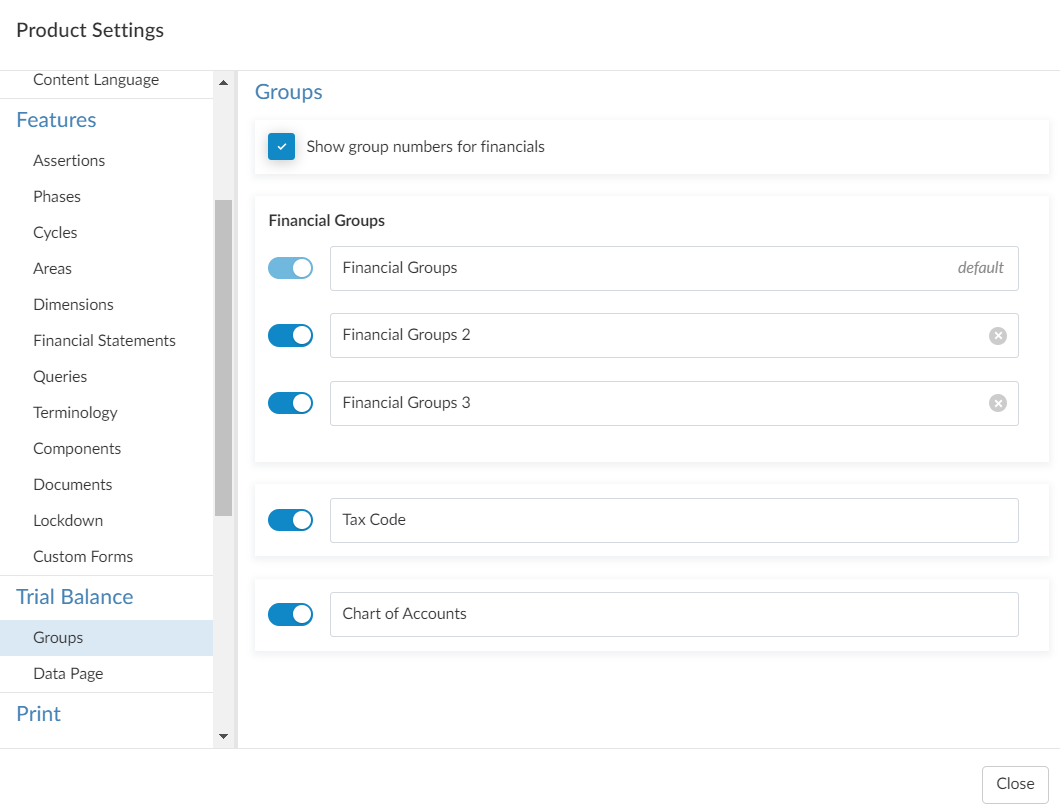 Product Settings
Content Language
Features
Assertions
Phases
Cycles
Areas
Dimensions
Financial Statements
Queries
Terminology
Components
Documents
Lockdown
Custom Forms
Trial Balance
Groups
Data Page
Print
Groups
Show group numbers for financials
Financial Groups
Financial Groups default
Financial Groups 2
Financial Groups 3
Tax Code
Chart of Accounts
Close